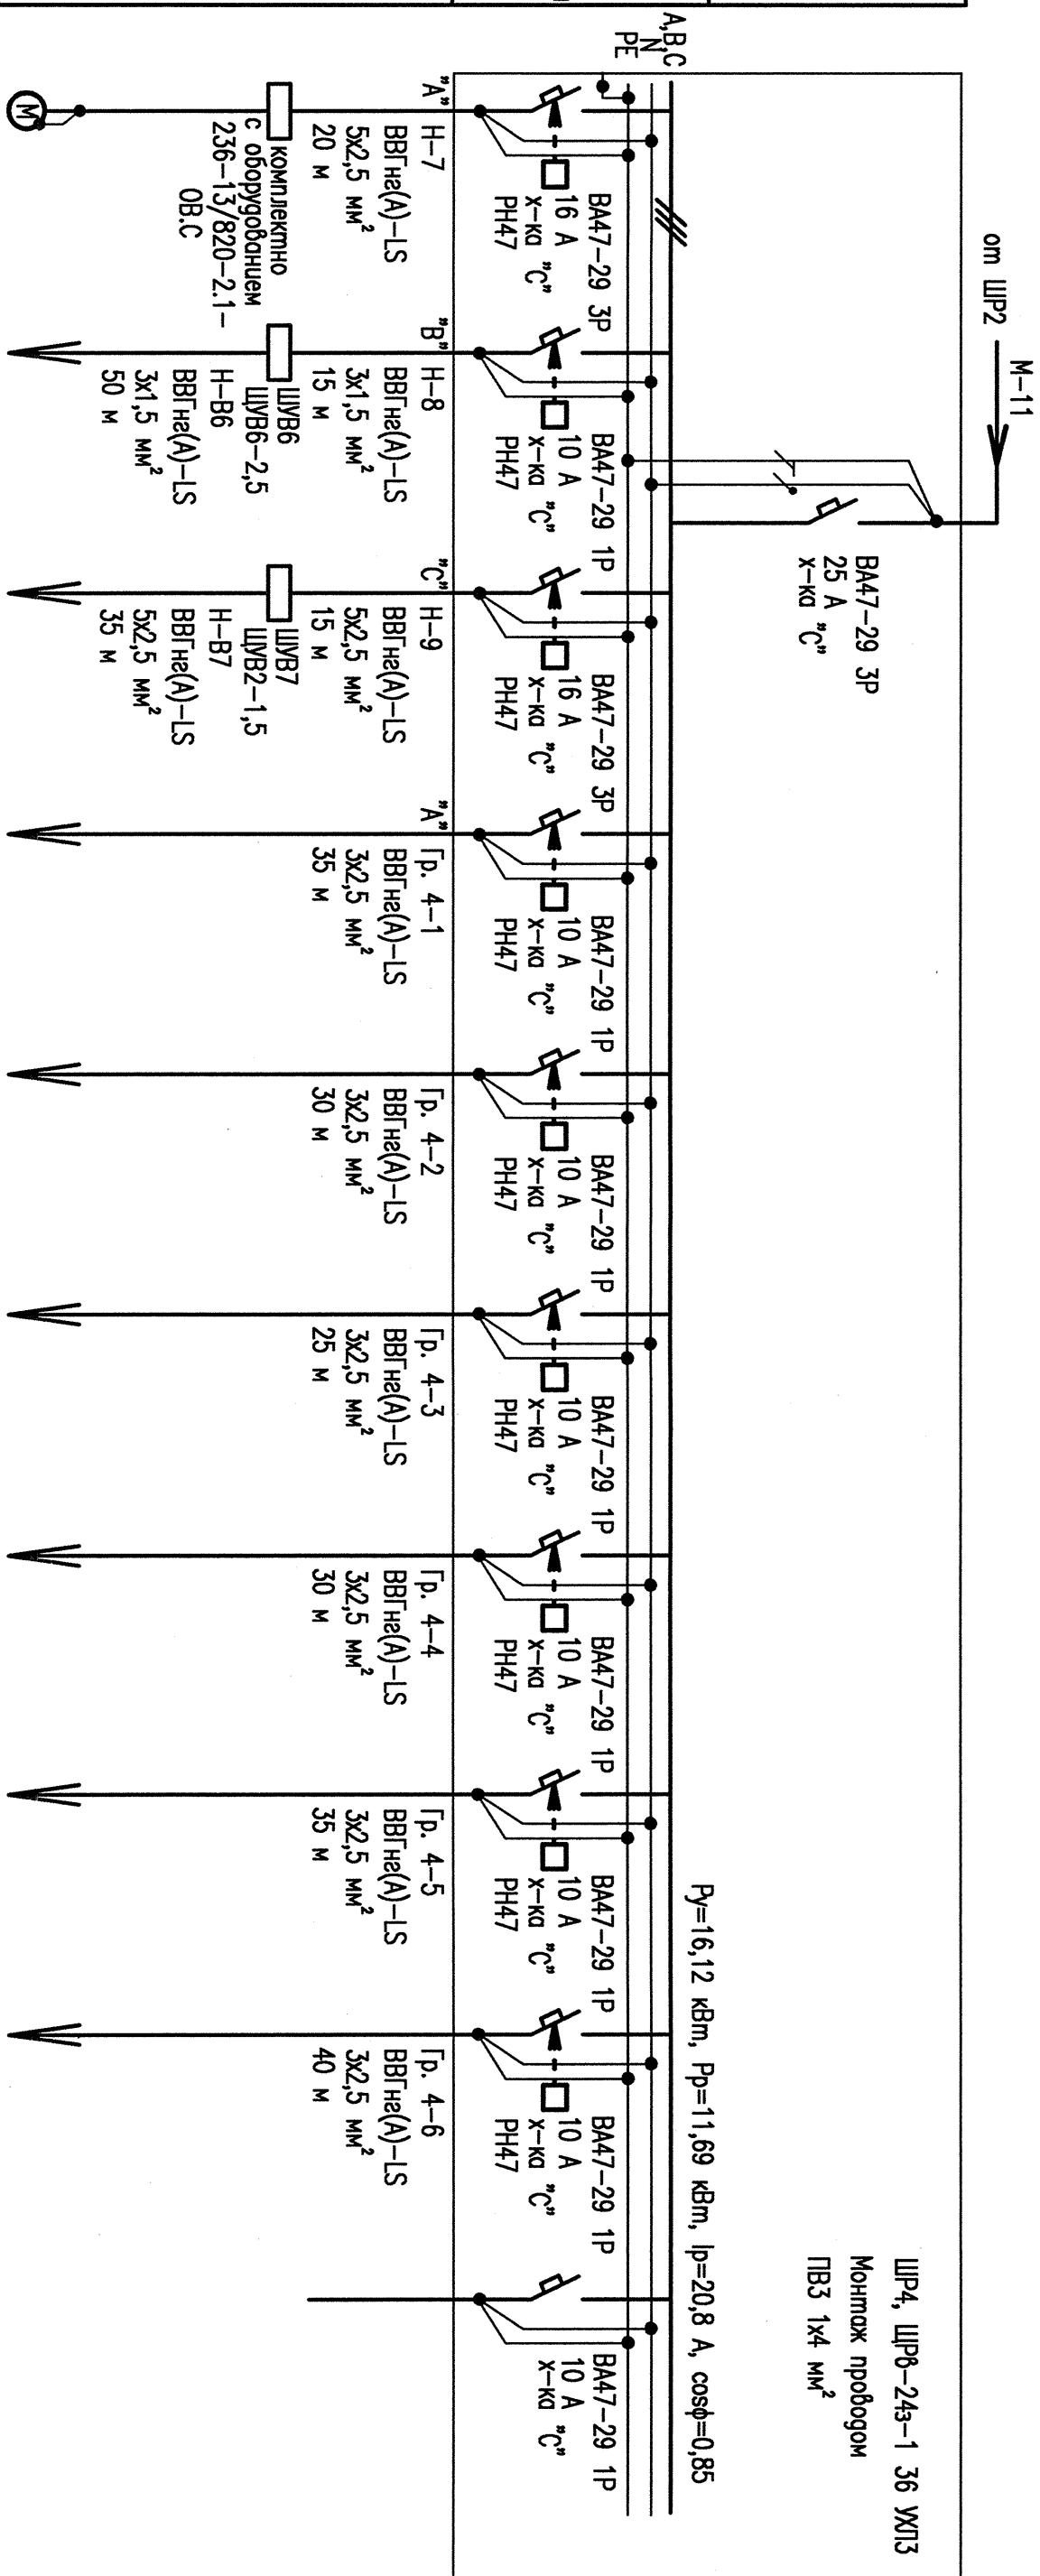 ШР4, ЩРв-24з-1 36 УХЛ3
Монтаж проводом
ПВ3 1х4 мм²
М-11
от ШР2
ВА47-29 3Р
25 А
х-ка "С"
Ру=16,12 кВт, Рр=11,69 кВт, Iр=20,8 А, cosφ=0,85
А,В,С
N
РЕ
ВА47-29 3Р
16 А
х-ка "С"
РН47
ВА47-29 1Р
10 А
х-ка "С"
РН47
ВА47-29 3Р
16 А
х-ка "С"
РН47
ВА47-29 1Р
10 А
х-ка "С"
РН47
ВА47-29 1Р
10 А
х-ка "С"
РН47
ВА47-29 1Р
10 А
х-ка "С"
РН47
ВА47-29 1Р
10 А
х-ка "С"
РН47
ВА47-29 1Р
10 А
х-ка "С"
РН47
ВА47-29 1Р
10 А
х-ка "С"
РН47
ВА47-29 1Р
10 А
х-ка "С"
"А"
Н-7
ВВГнг(А)-LS
5х2,5 мм²
20 м
комплектно
с оборудованием
236-13/820-2.1-
ОВ.С
М
"В"
Н-8
ВВГнг(А)-LS
3х1,5 мм²
15 м
ШУВ6
ЩУВ6-2,5
Н-В6
ВВГнг(А)-LS
3х1,5 мм²
50 м
"С"
Н-9
ВВГнг(А)-LS
5х2,5 мм²
15 м
ШУВ7
ЩУВ2-1,5
Н-В7
ВВГнг(А)-LS
5х2,5 мм²
35 м
"А"
Гр. 4-1
ВВГнг(А)-LS
3х2,5 мм²
35 м
Гр. 4-2
ВВГнг(А)-LS
3х2,5 мм²
30 м
Гр. 4-3
ВВГнг(А)-LS
3х2,5 мм²
25 м
Гр. 4-4
ВВГнг(А)-LS
3х2,5 мм²
30 м
Гр. 4-5
ВВГнг(А)-LS
3х2,5 мм²
35 м
Гр. 4-6
ВВГнг(А)-LS
3х2,5 мм²
40 м